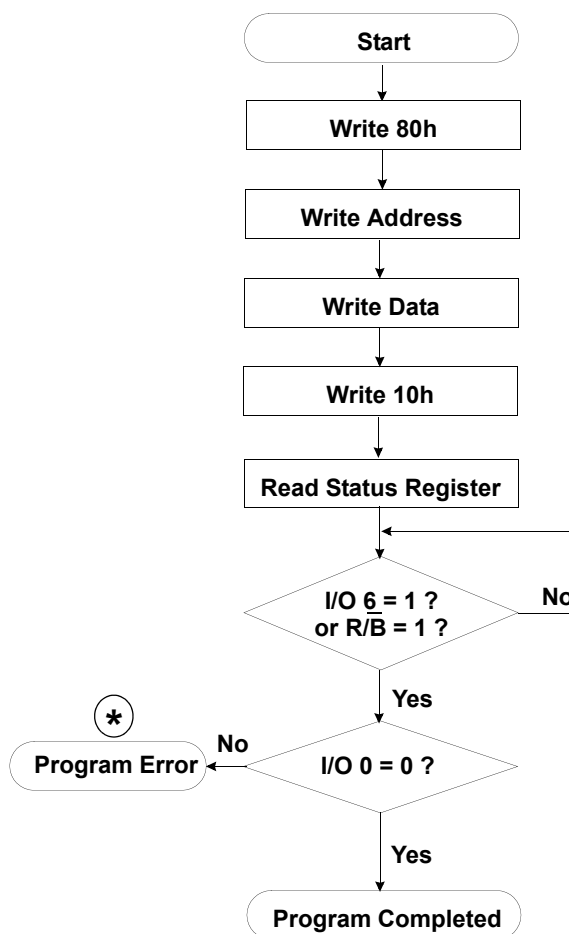 Start
Write 80h
Write Address
Write Data
Write 10h
Read Status Register
I/O 6 = 1 ?
or R/B̅ = 1 ?
No
Yes
*
No
Program Error
I/O 0 = 0 ?
Yes
Program Completed